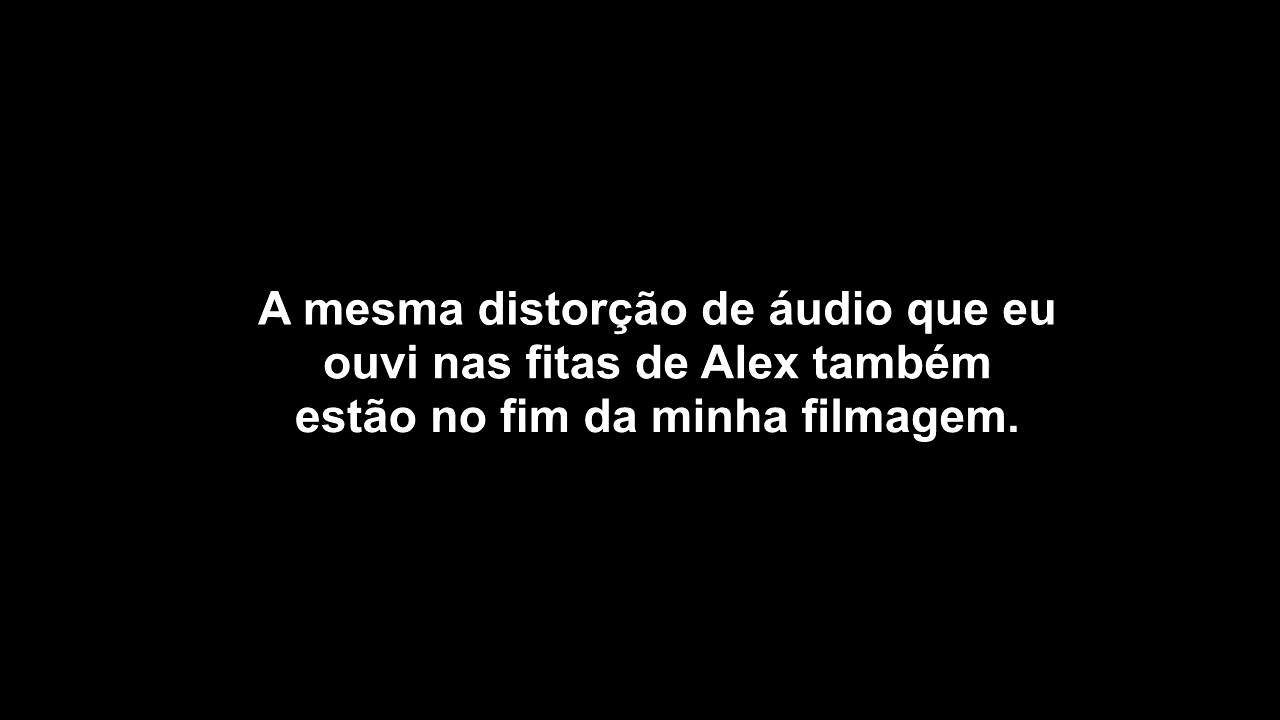 A mesma distorção de áudio que eu
ouvi nas fitas de Alex também
estão no fim da minha filmagem.